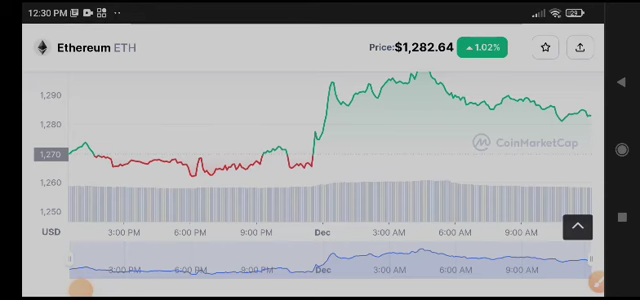 12:30 PM
Ethereum ETH
Price:$1,282.64 1.02%
1,290
1,280
1,270
1,260
1,250
CoinMarketCap
USD 3:00 PM 6:00 PM 9:00 PM Dec 3:00 AM 6:00 AM 9:00 AM
3:00 PM 6:00 PM 9:00 PM Dec 3:00 AM 6:00 AM 9:00 AM